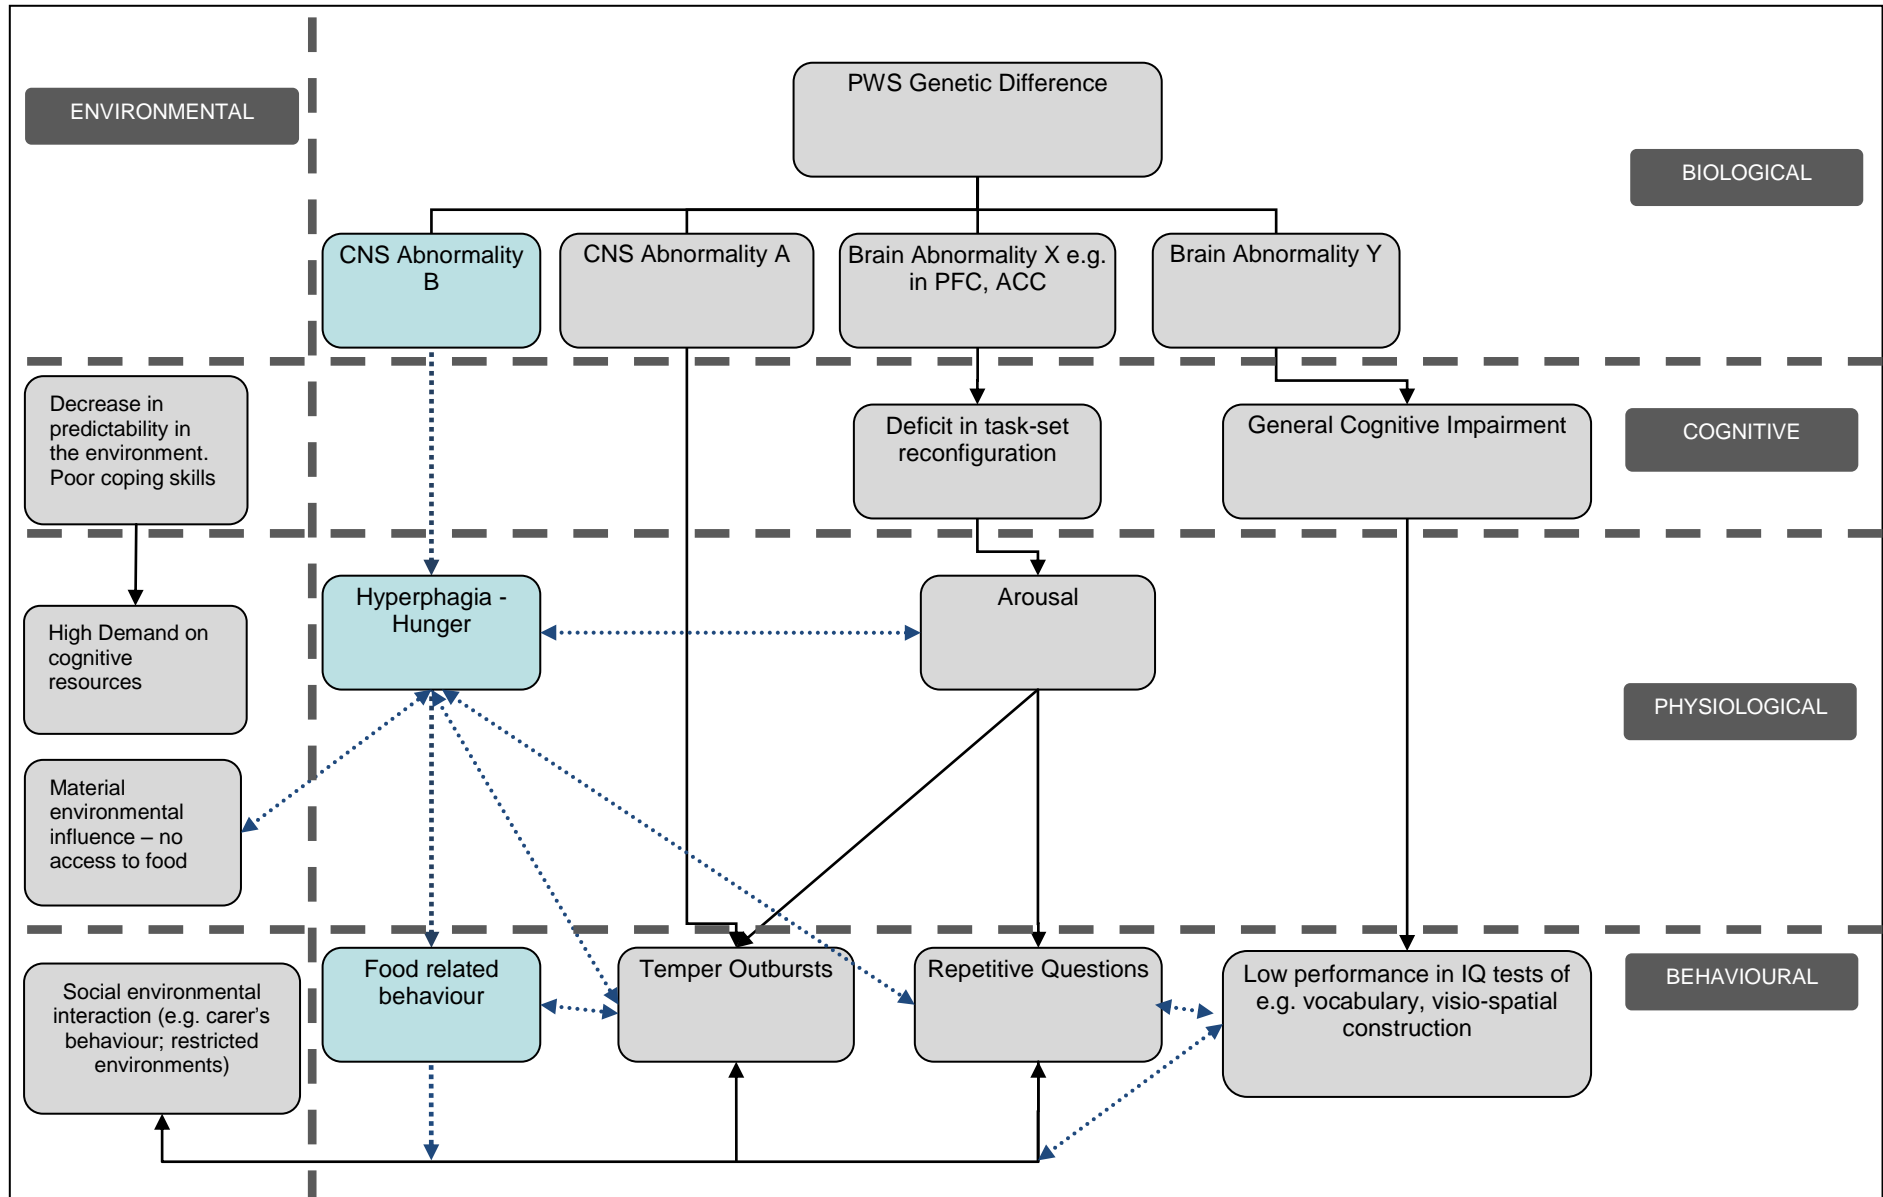 PWS Genetic Difference
ENVIRONMENTAL
BIOLOGICAL
CNS Abnormality
B
CNS Abnormality A
Brain Abnormality X e.g.
in PFC, ACC
Brain Abnormality Y
Decrease in
predictability in
the environment.
Poor coping skills
Deficit in task-set
reconfiguration
General Cognitive Impairment
COGNITIVE
High Demand on
cognitive
resources
Hyperphagia -
Hunger
Arousal
PHYSIOLOGICAL
Material
environmental
influence – no
access to food
Social environmental
interaction (e.g. carer’s
behaviour; restricted
environments)
Food related
behaviour
Temper Outbursts
Repetitive Questions
Low performance in IQ tests of
e.g. vocabulary, visio-spatial
construction
BEHAVIOURAL